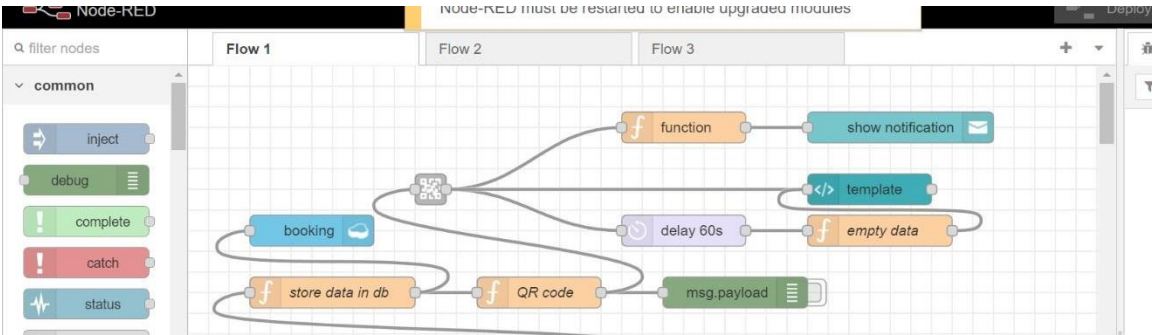 Node-RED
Node-RED must be restarted to enable upgraded modules
Deploy
filter nodes
Flow 1
Flow 2
Flow 3
common
inject
debug
complete
catch
status
function
show notification
template
booking
delay 60s
empty data
store data in db
QR code
msg.payload